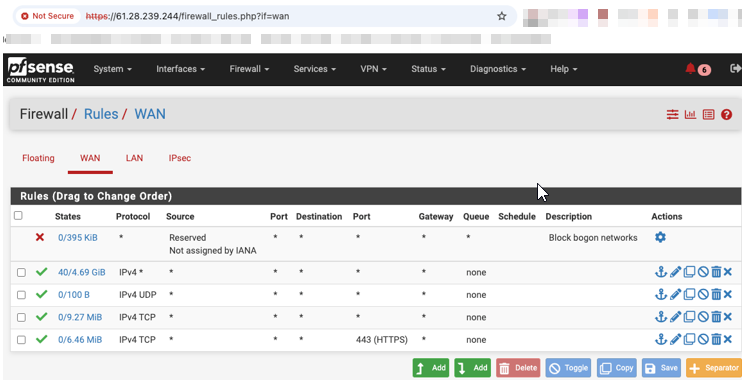 Not Secure https://61.28.239.244/firewall_rules.php?if=wan
pfsense System Interfaces Firewall Services VPN Status Diagnostics Help 6
COMMUNITY EDITION
Firewall / Rules / WAN
Floating WAN LAN IPsec
Rules (Drag to Change Order)
States Protocol Source Port Destination Port Gateway Queue Schedule Description Actions
0/395 KiB * Reserved * * * * * Block bogon networks
Not assigned by IANA
40/4.69 GiB IPv4 * * * * * * none
0/100 B IPv4 UDP * * * * * none
0/9.27 MiB IPv4 TCP * * * * * none
0/6.46 MiB IPv4 TCP * * * 443 (HTTPS) * none
Add Add Delete Toggle Copy Save Separator